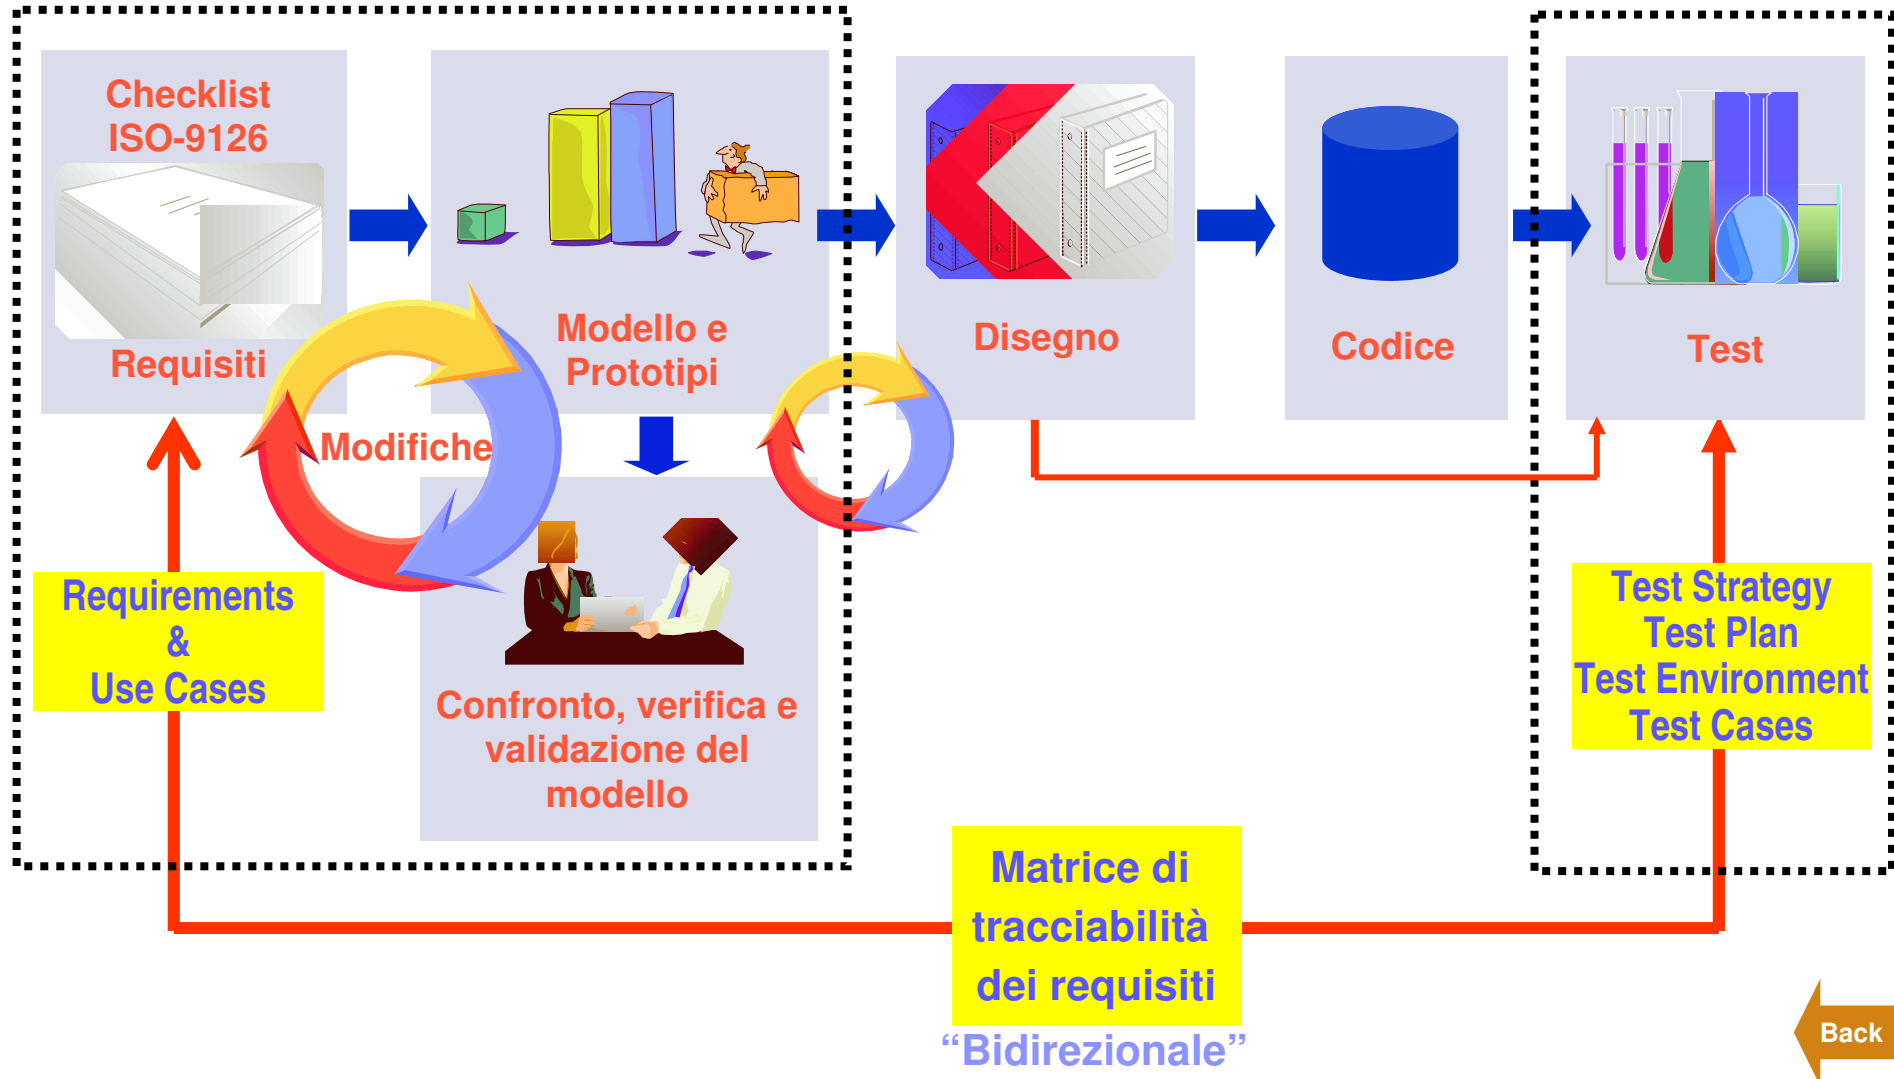 Checklist
ISO-9126
Requisiti
Modello e
Prototipi
Disegno
Codice
Test
Modifiche
Confronto, verifica e
validazione del
modello
Requirements
&
Use Cases
Test Strategy
Test Plan
Test Environment
Test Cases
Matrice di
tracciabilità
dei requisiti
“Bidirezionale”
Back